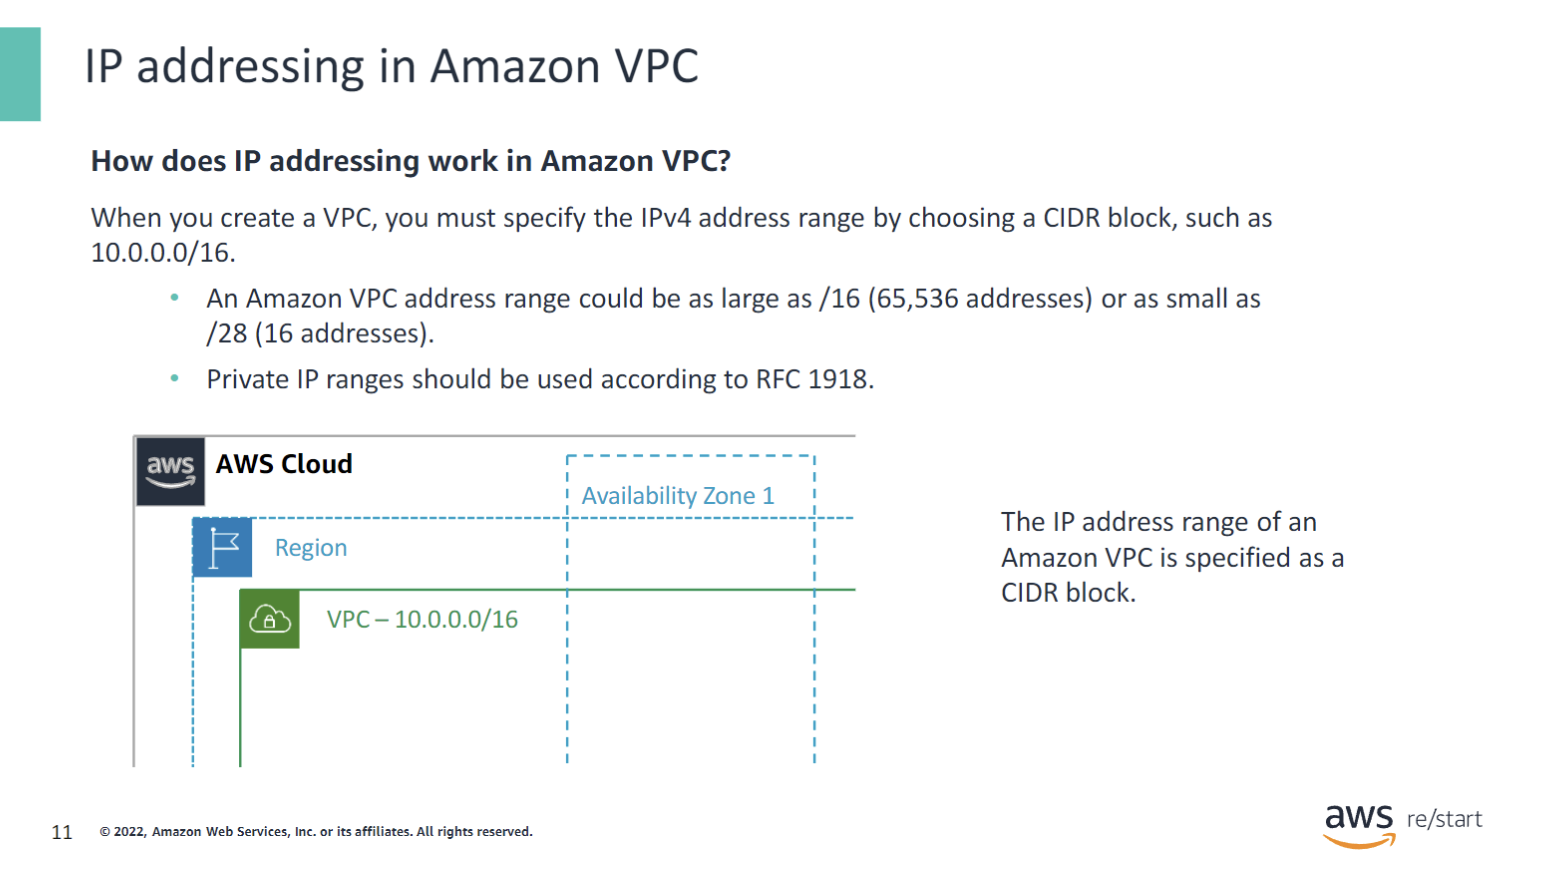 IP addressing in Amazon VPC
How does IP addressing work in Amazon VPC?
When you create a VPC, you must specify the IPv4 address range by choosing a CIDR block, such as
10.0.0.0/16.
• An Amazon VPC address range could be as large as /16 (65,536 addresses) or as small as
/28 (16 addresses).
• Private IP ranges should be used according to RFC 1918.
aws
AWS Cloud
Availability Zone 1
Region
VPC – 10.0.0.0/16
The IP address range of an
Amazon VPC is specified as a
CIDR block.
11
© 2022, Amazon Web Services, Inc. or its affiliates. All rights reserved.
aws re/start